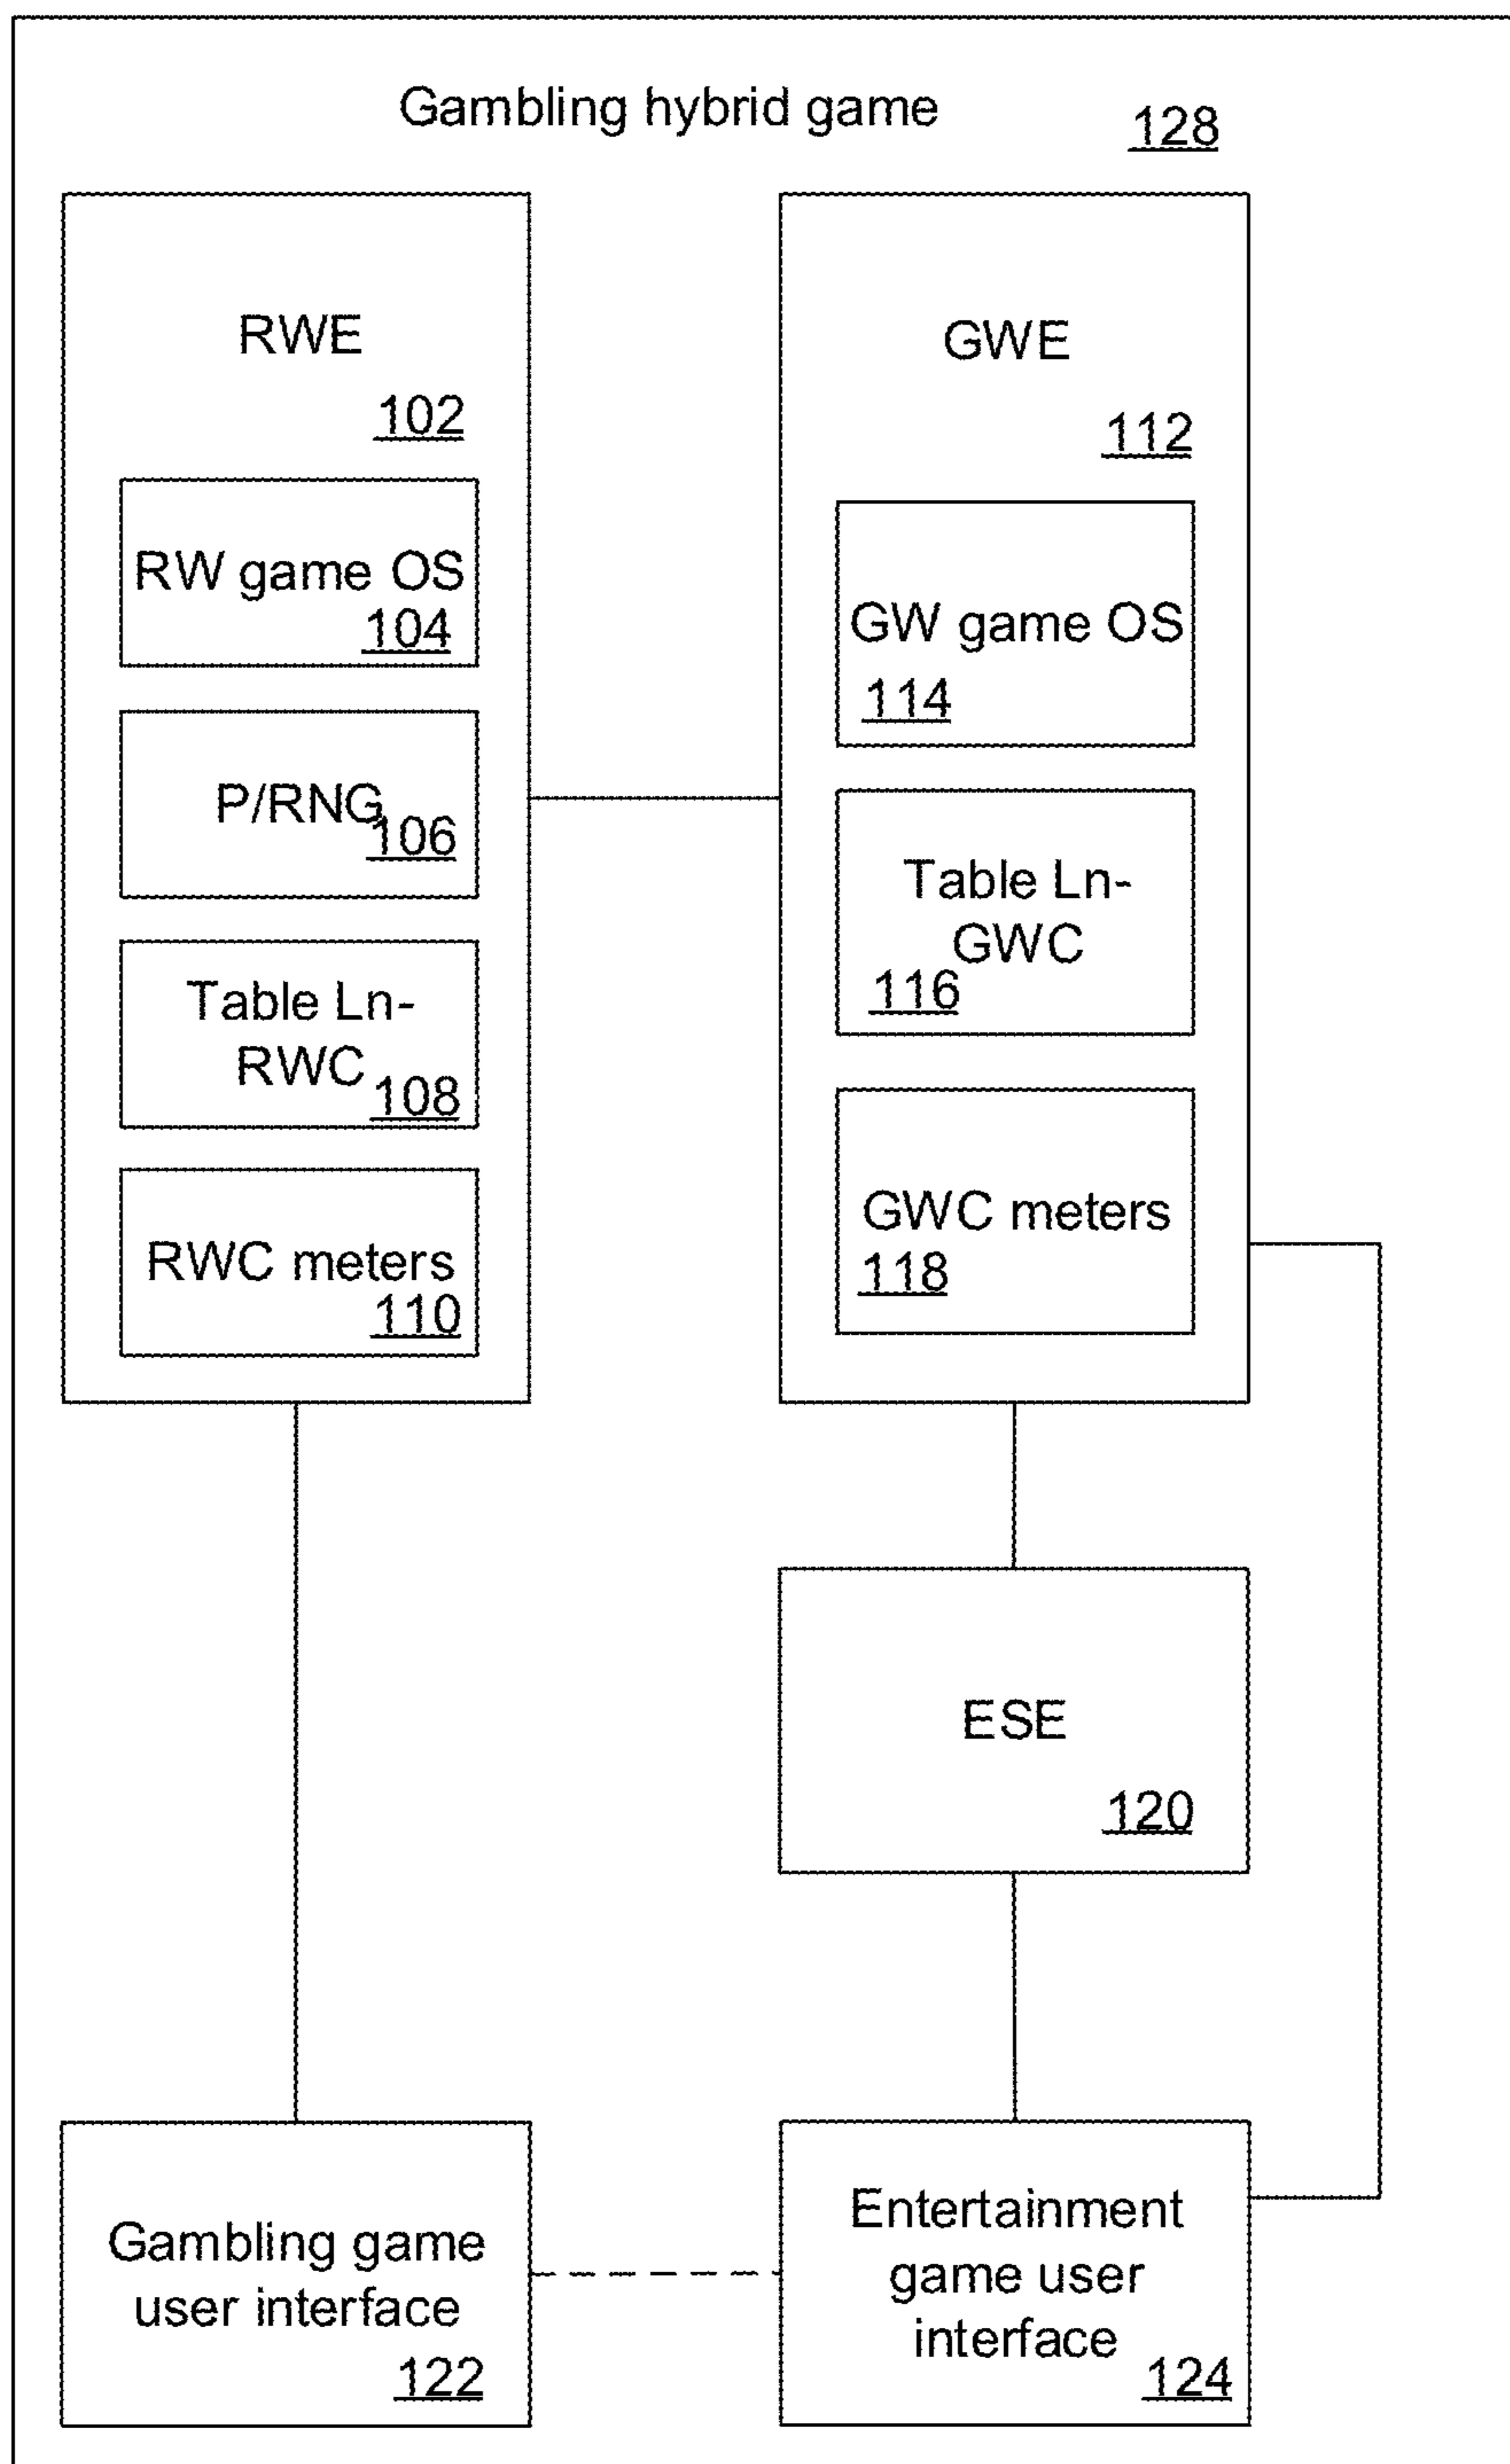 Gambling hybrid game
128
RWE
102
RW game OS
104
P/RNG
106
Table Ln-
RWC
108
RWC meters
110
GWE
112
GW game OS
114
Table Ln-
GWC
116
GWC meters
118
ESE
120
Gambling game
user interface
122
Entertainment
game user
interface
124